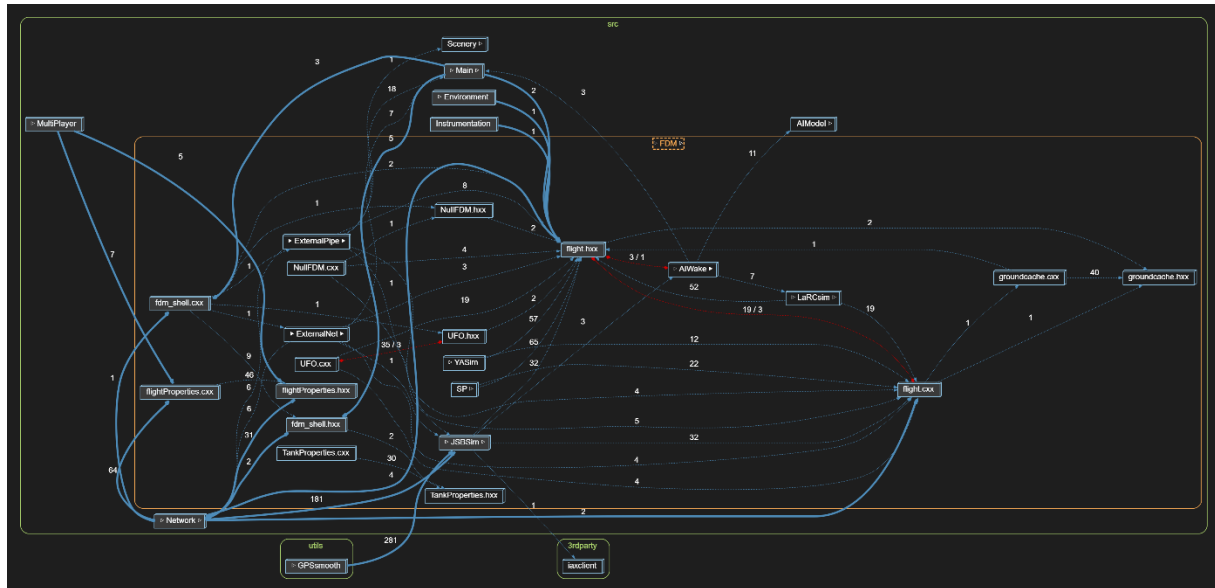 src
Scenery
3
1
Main
18
2
3
Environment
7
1
MultiPlayer
Instrumentation
AIModel
5
1
FDM
5
2
11
8
1
NullFDM.hxx
2
7
ExternalPipe
1
2
flight.hxx
1
4
3 / 1
NullFDM.cxx
1
3
AIWake
groundcache.cxx
40
groundcache.hxx
7
52
fdm_shell.cxx
1
19
2
LaRCsim
19 / 3
19
1
57
3
1
1
ExternalNet
UFO.hxx
12
9
35 / 3
65
UFO.cxx
1
YASim
32
22
1
46
flightProperties.cxx
6
flightProperties.hxx
SP
4
flight.cxx
6
fdm_shell.hxx
5
31
2
JSBSim
32
TankProperties.cxx
30
4
2
64
4
4
181
TankProperties.hxx
1
2
Network
281
utils
3rdparty
GPSsmooth
iaxclient